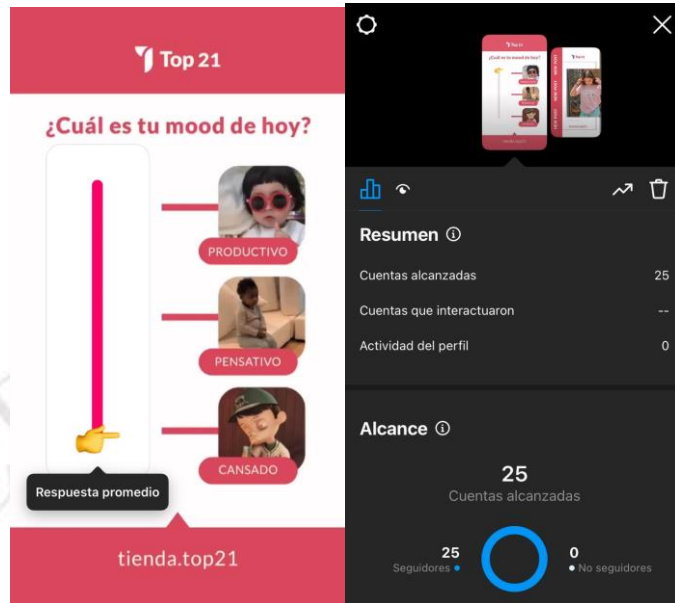 Top 21
¿Cuál es tu mood de hoy?
PRODUCTIVO
PENSATIVO
CANSADO
Respuesta promedio
tienda.top21
Resumen
Cuentas alcanzadas 25
Cuentas que interactuaron --
Actividad del perfil 0
Alcance
25
Cuentas alcanzadas
25 0
Seguidores No seguidores